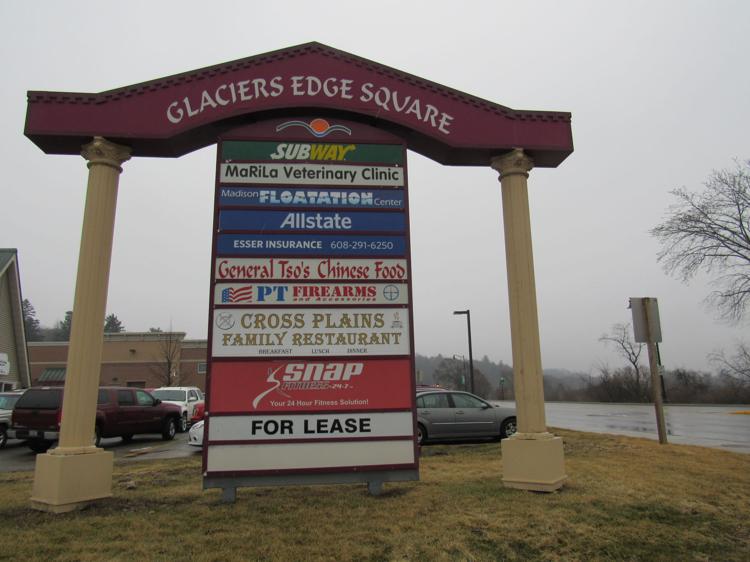 GLACIERS EDGE SQUARE
SUBWAY
MaRiLa Veterinary Clinic
Madison FLOATATION Center
Allstate
ESSER INSURANCE 608-291-6250
General Tso's Chinese Food
PT FIREARMS
and Accessories
CROSS PLAINS
FAMILY RESTAURANT
BREAKFAST LUNCH DINNER
SNAP
FITNESS-24-7
Your 24 Hour Fitness Solution!
FOR LEASE